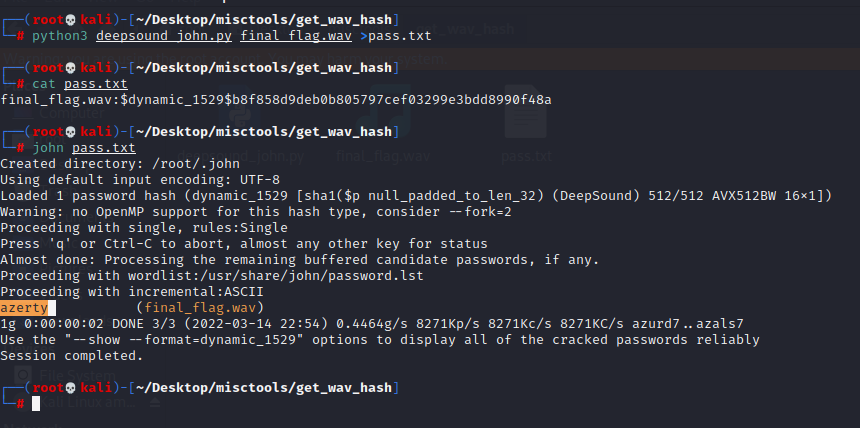 ┌──(root💀kali)-[~/Desktop/misctools/get_wav_hash]
└─# python3 deepsound_john.py final_flag.wav >pass.txt
┌──(root💀kali)-[~/Desktop/misctools/get_wav_hash]
└─# cat pass.txt
final_flag.wav:$dynamic_1529$b8f858d9deb0b805797cef03299e3bdd8990f48a
┌──(root💀kali)-[~/Desktop/misctools/get_wav_hash]
└─# john pass.txt
Created directory: /root/.john
Using default input encoding: UTF-8
Loaded 1 password hash (dynamic_1529 [sha1($p null_padded_to_len_32) (DeepSound) 512/512 AVX512BW 16×1])
Warning: no OpenMP support for this hash type, consider --fork=2
Proceeding with single, rules:Single
Press 'q' or Ctrl-C to abort, almost any other key for status
Almost done: Processing the remaining buffered candidate passwords, if any.
Proceeding with wordlist:/usr/share/john/password.lst
Proceeding with incremental:ASCII
azerty (final_flag.wav)
1g 0:00:00:02 DONE 3/3 (2022-03-14 22:54) 0.4464g/s 8271Kp/s 8271Kc/s 8271KC/s azurd7..azals7
Use the "--show --format=dynamic_1529" options to display all of the cracked passwords reliably
Session completed.
┌──(root💀kali)-[~/Desktop/misctools/get_wav_hash]
└─#